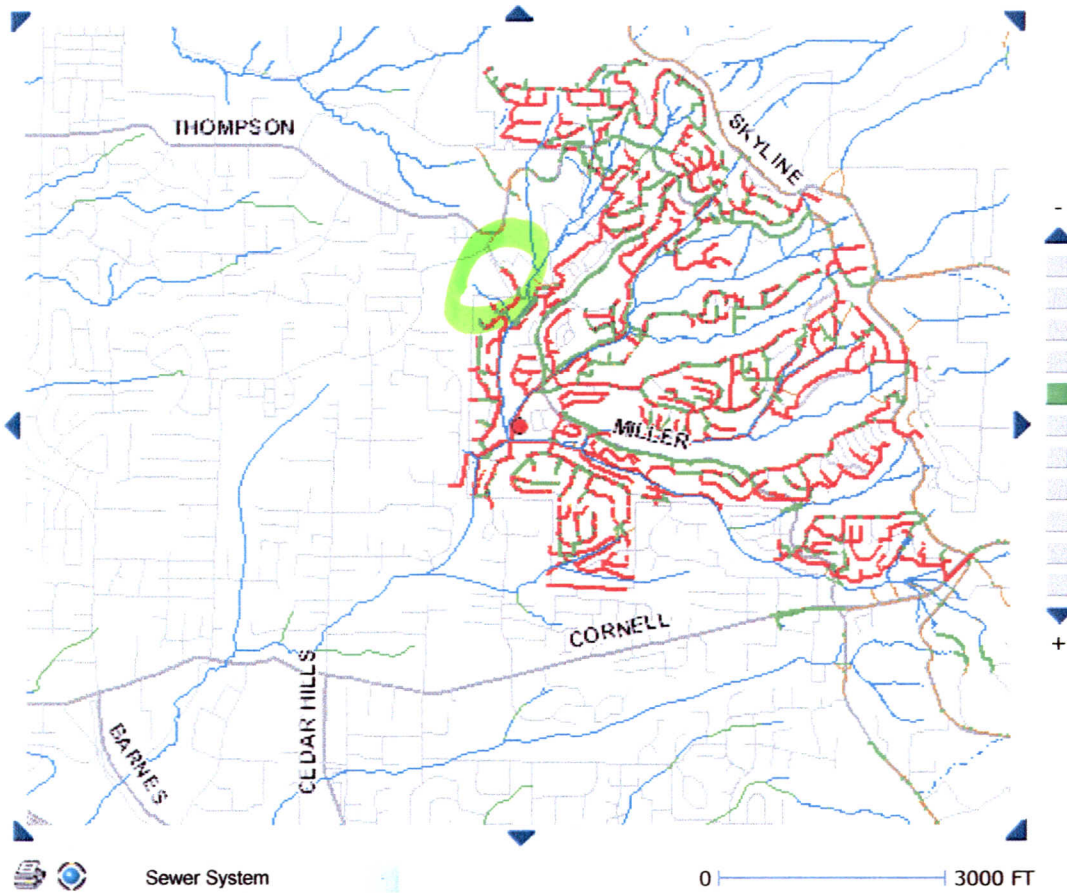 THOMPSON
SKYLINE
-
MILLER
CORNELL
+
CEDAR HILLS
BARNES
Sewer System
0
3000 FT